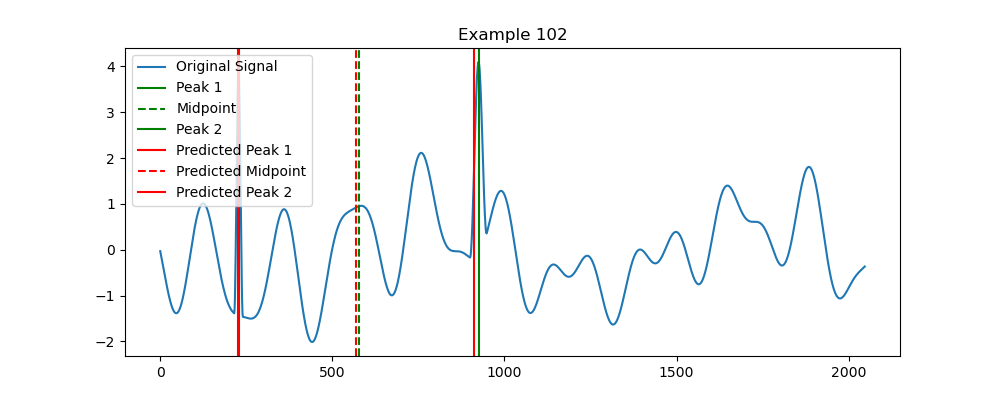 Example 102
Original Signal
Peak 1
Midpoint
Peak 2
Predicted Peak 1
Predicted Midpoint
Predicted Peak 2
4
3
2
1
0
−1
−2
0 500 1000 1500 2000